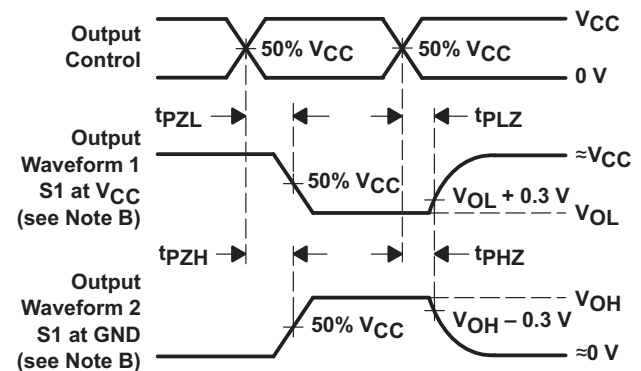 Output
Control
50% VCC
50% VCC
VCC
0 V
tPZL
tPLZ
Output
Waveform 1
S1 at VCC
(see Note B)
50% VCC
VOL + 0.3 V
≈VCC
VOL
tPZH
tPHZ
Output
Waveform 2
S1 at GND
(see Note B)
50% VCC
VOH – 0.3 V
VOH
≈0 V